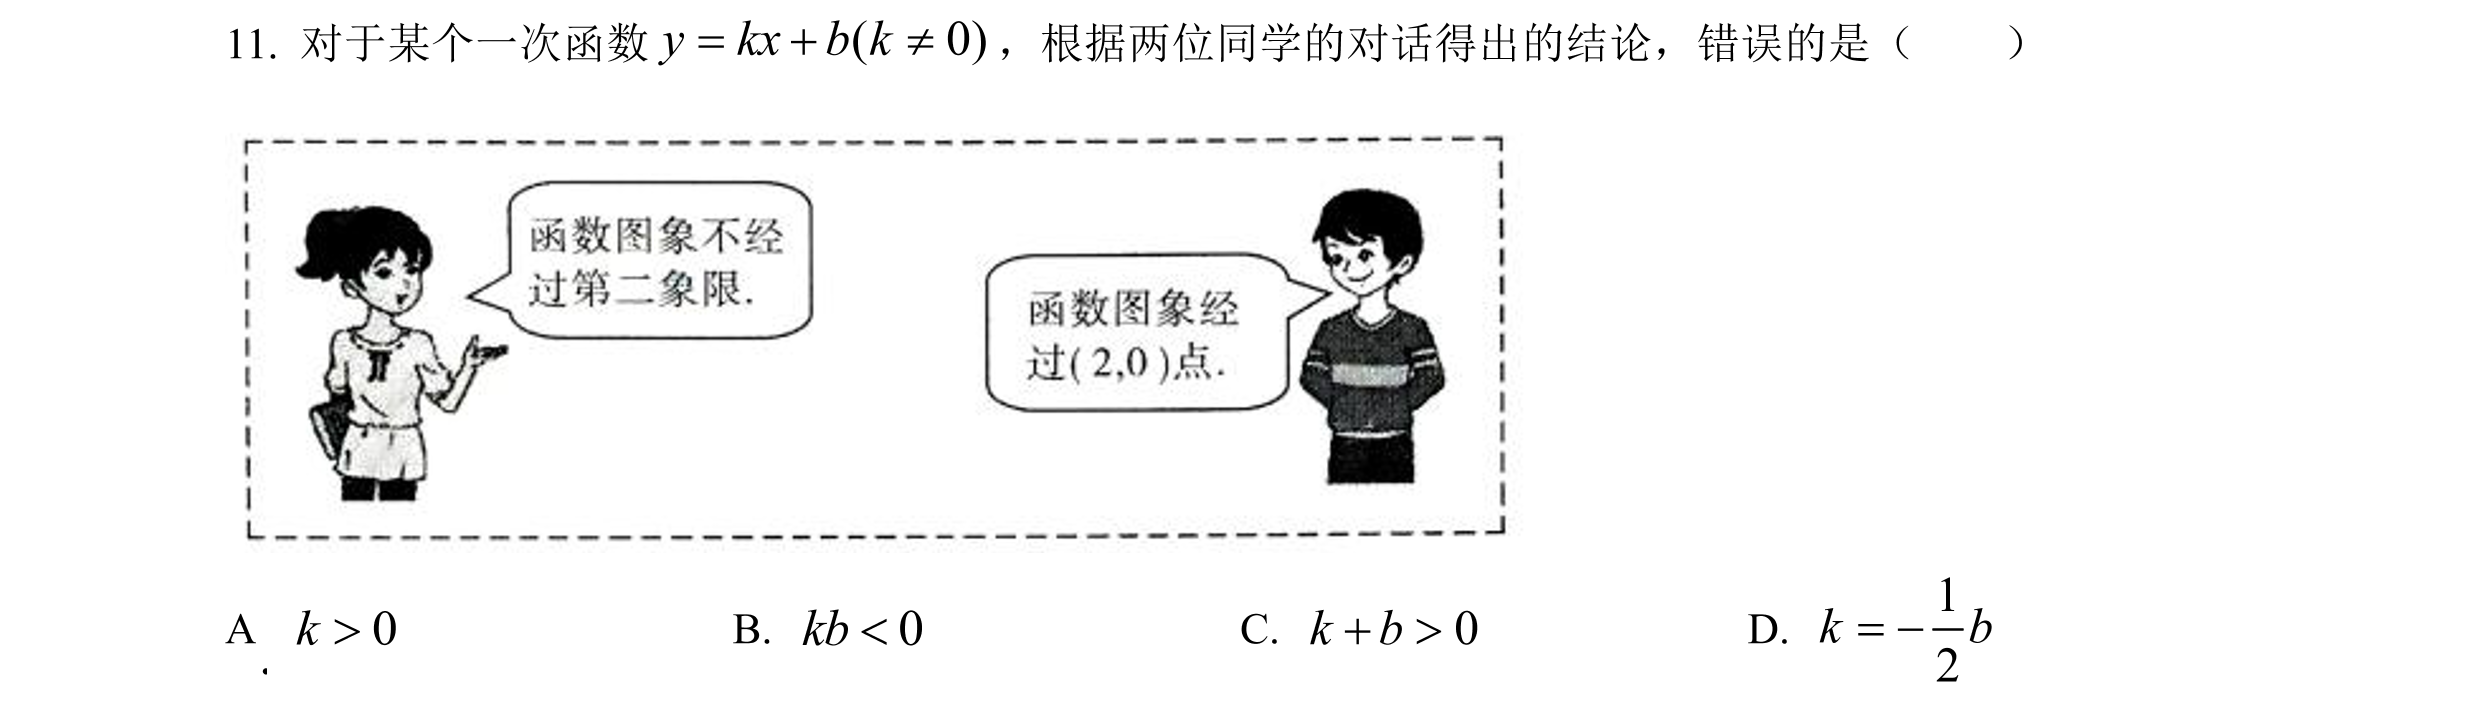 11. 对于某个一次函数 y = kx + b(k ≠ 0)，根据两位同学的对话得出的结论，错误的是（　　）
函数图象不经
过第二象限.
函数图象经
过( 2,0 )点.
A. k > 0　B. kb < 0　C. k + b > 0　D. k = −\frac{1}{2}b